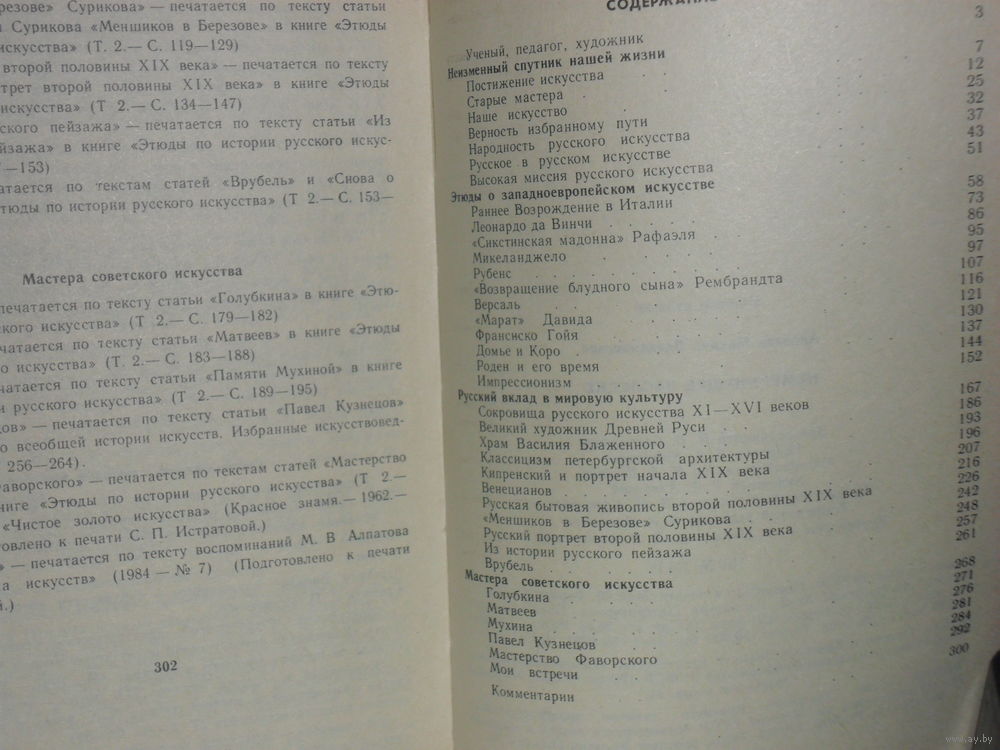 ерезове» Сурикова» — печатается по тексту статьи
Сурикова «Меншиков в Березове» в книге «Этюды
искусства» (Т. 2.— С. 119—129)
второй половины XIX века» — печатается по тексту
трет второй половины XIX века» в книге «Этюды
искусства» (Т 2.— С. 134—147)
ского пейзажа» — печатается по тексту статьи «Из
йзажа» в книге «Этюды по истории русского искус-
—153)
атается по текстам статей «Врубель» и «Снова о
тюды по истории русского искусства» (Т 2.— С. 153—
Мастера советского искусства
печатается по тексту статьи «Голубкина» в книге «Этю-
ского искусства» (Т 2.— С. 179—182)
чатается по тексту статьи «Матвеев» в книге «Этюды
го искусства» (Т. 2.— С. 183—188)
чатается по тексту статьи «Памяти Мухиной» в книге
и русского искусства» (Т 2.— С. 189—195)
цов» — печатается по тексту статьи «Павел Кузнецов»
о всеобщей истории искусств. Избранные искусствовед-
256—264).
Фаворского» — печатается по текстам статей «Мастерство
ниге «Этюды по истории русского искусства» (Т 2.—
«Чистое золото искусства» (Красное знамя.— 1962.—
отовлено к печати С. П. Истратовой.)
» — печатается по тексту воспоминаний М. В Алпатова
а искусств» (1984 — № 7) (Подготовлено к печати
й.)
302
СОДЕРЖАНИЕ
Ученый, педагог, художник 3
Неизменный спутник нашей жизни
Постижение искусства 7
Старые мастера 12
Наше искусство 25
Верность избранному пути 32
Народность русского искусства 37
Русское в русском искусстве 43
Высокая миссия русского искусства 51
Этюды о западноевропейском искусстве
Раннее Возрождение в Италии 58
Леонардо да Винчи 73
«Сикстинская мадонна» Рафаэля 86
Микеланджело 95
Рубенс 97
«Возвращение блудного сына» Рембрандта 107
Версаль 116
«Марат» Давида 121
Франсиско Гойя 130
Домье и Коро 137
Роден и его время 144
Импрессионизм 152
Русский вклад в мировую культуру
Сокровища русского искусства XI—XVI веков 167
Великий художник Древней Руси 186
Храм Василия Блаженного 193
Классицизм петербургской архитектуры 196
Кипренский и портрет начала XIX века 207
Венецианов 216
Русская бытовая живопись второй половины XIX века 226
«Меншиков в Березове» Сурикова 242
Русский портрет второй половины XIX века 248
Из истории русского пейзажа 257
Врубель 261
Мастера советского искусства
Голубкина 268
Матвеев 271
Мухина 276
Павел Кузнецов 281
Мастерство Фаворского 284
Мои встречи 292
Комментарии 300
www.ay.by